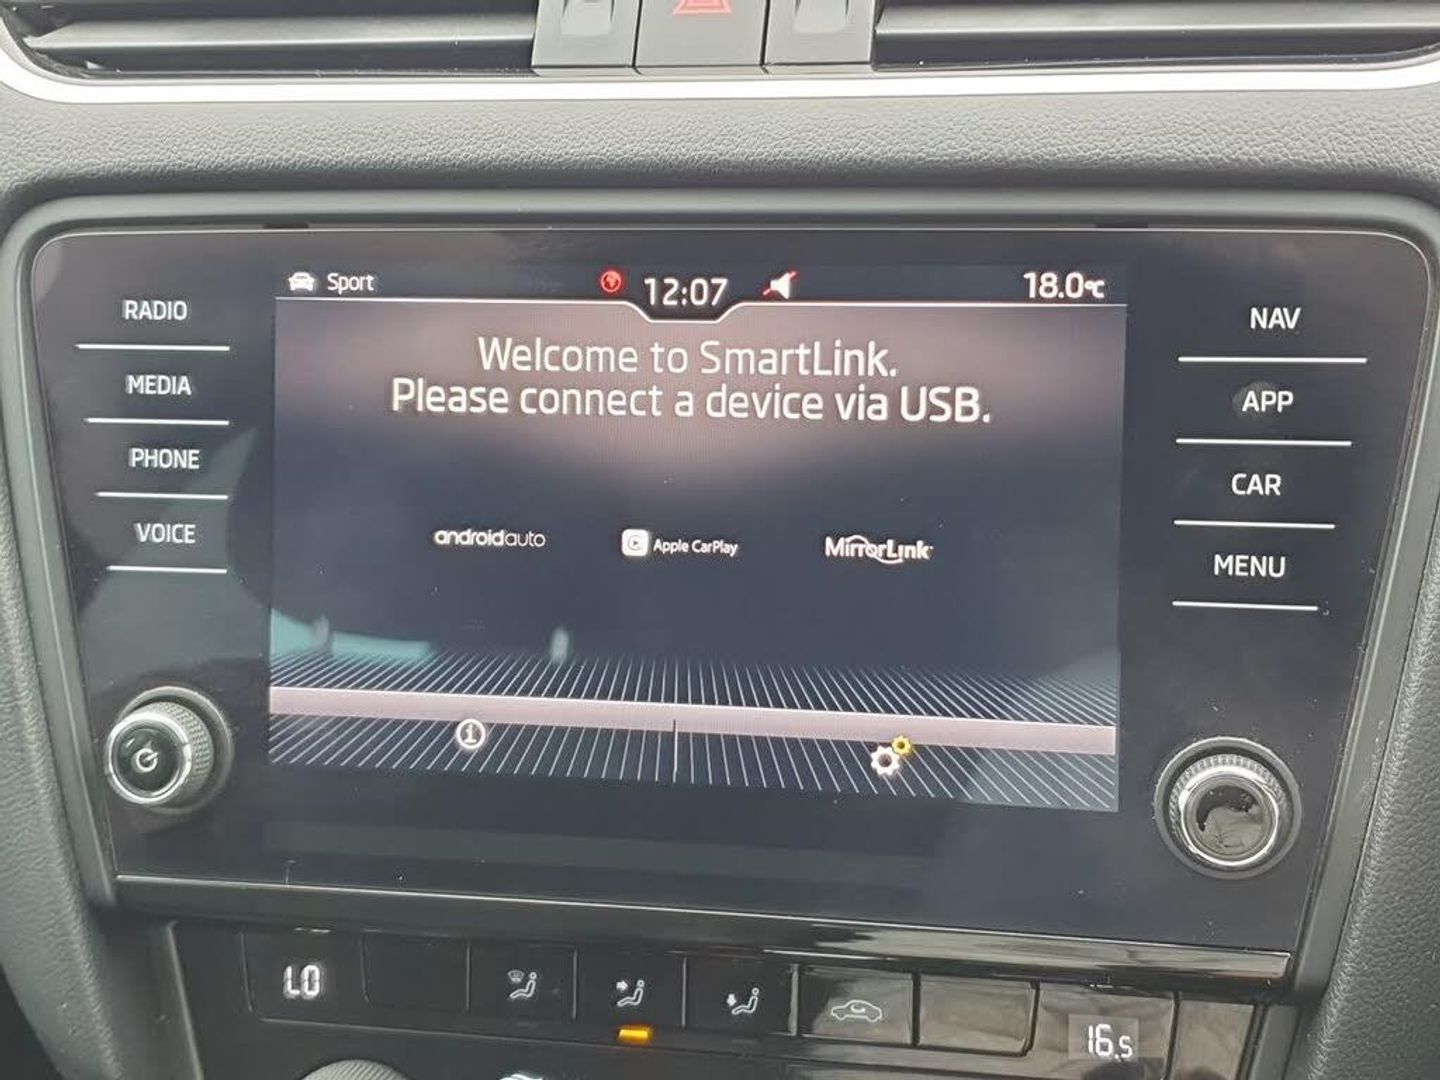 Sport 12:07 18.0°C
RADIO
MEDIA
PHONE
VOICE
Welcome to SmartLink.
Please connect a device via USB.
androidauto Apple CarPlay MirrorLink
NAV
APP
CAR
MENU
LO 16.5